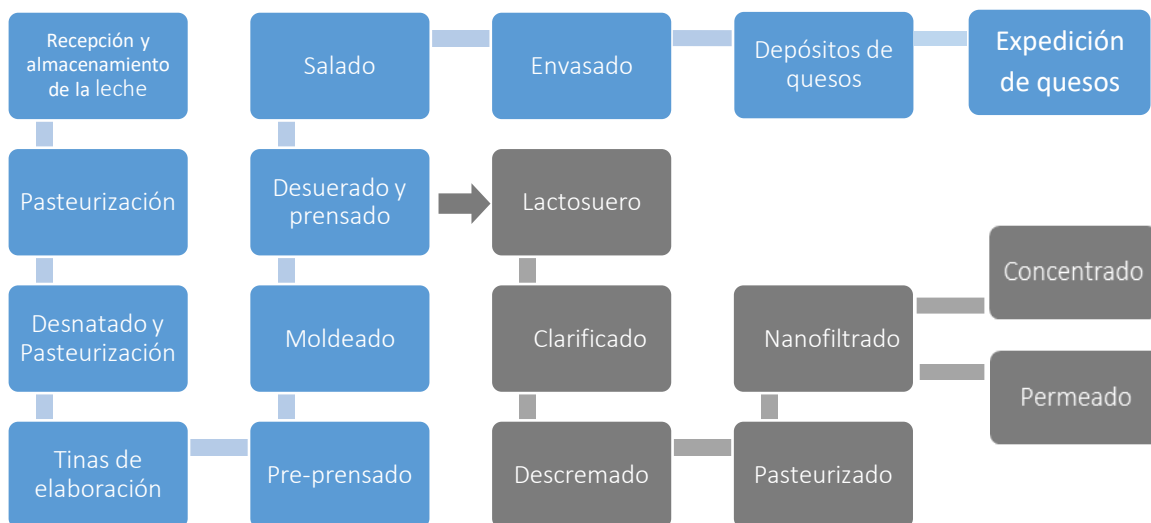 Recepción y
almacenamiento
de la leche
Pasteurización
Desnatado y
Pasteurización
Tinas de
elaboración
Pre-prensado
Moldeado
Desuerado y
prensado
Salado
Envasado
Depósitos de
quesos
Expedición
de quesos
Lactosuero
Clarificado
Descremado
Pasteurizado
Nanofiltrado
Concentrado
Permeado